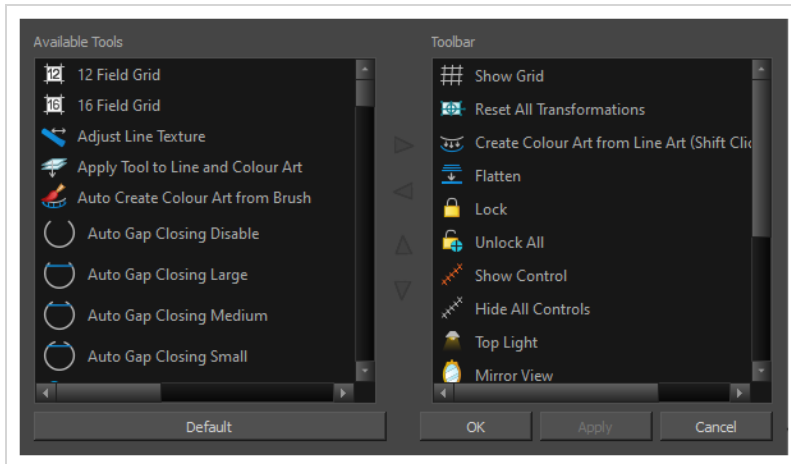 Available Tools
12 12 Field Grid
16 16 Field Grid
Adjust Line Texture
Apply Tool to Line and Colour Art
Auto Create Colour Art from Brush
Auto Gap Closing Disable
Auto Gap Closing Large
Auto Gap Closing Medium
Auto Gap Closing Small
Default
Toolbar
Show Grid
Reset All Transformations
Create Colour Art from Line Art (Shift Clic
Flatten
Lock
Unlock All
Show Control
Hide All Controls
Top Light
Mirror View
OK
Apply
Cancel